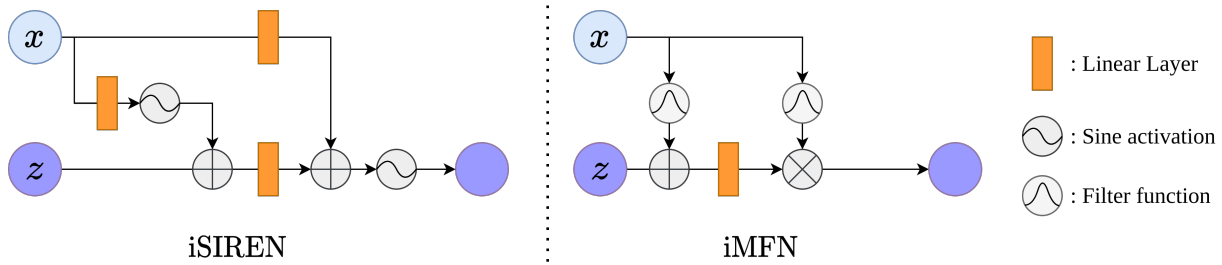 x
z
iSIREN
x
z
iMFN
: Linear Layer
: Sine activation
: Filter function